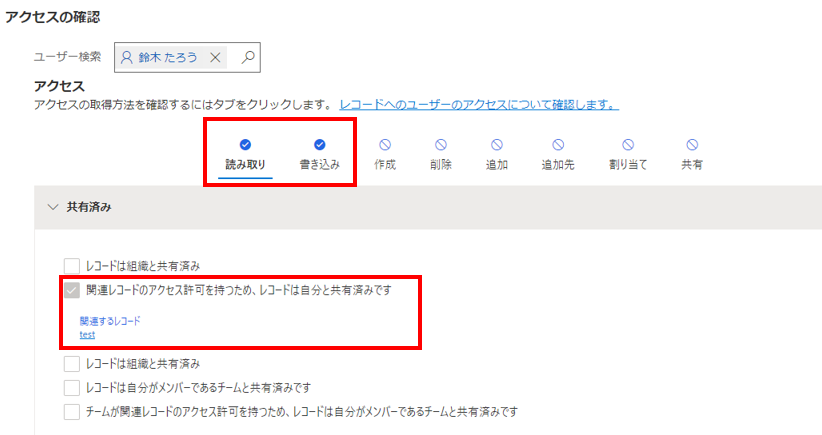 アクセスの確認
ユーザー検索 鈴木 たろう
アクセス
アクセスの取得方法を確認するにはタブをクリックします。 レコードへのユーザーのアクセスについて確認します。
読み取り 書き込み 作成 削除 追加 追加先 割り当て 共有
共有済み
レコードは組織と共有済み
関連レコードのアクセス許可を持つため、レコードは自分と共有済みです
関連するレコード
test
レコードは組織と共有済み
レコードは自分がメンバーであるチームと共有済みです
チームが関連レコードのアクセス許可を持つため、レコードは自分がメンバーであるチームと共有済みです